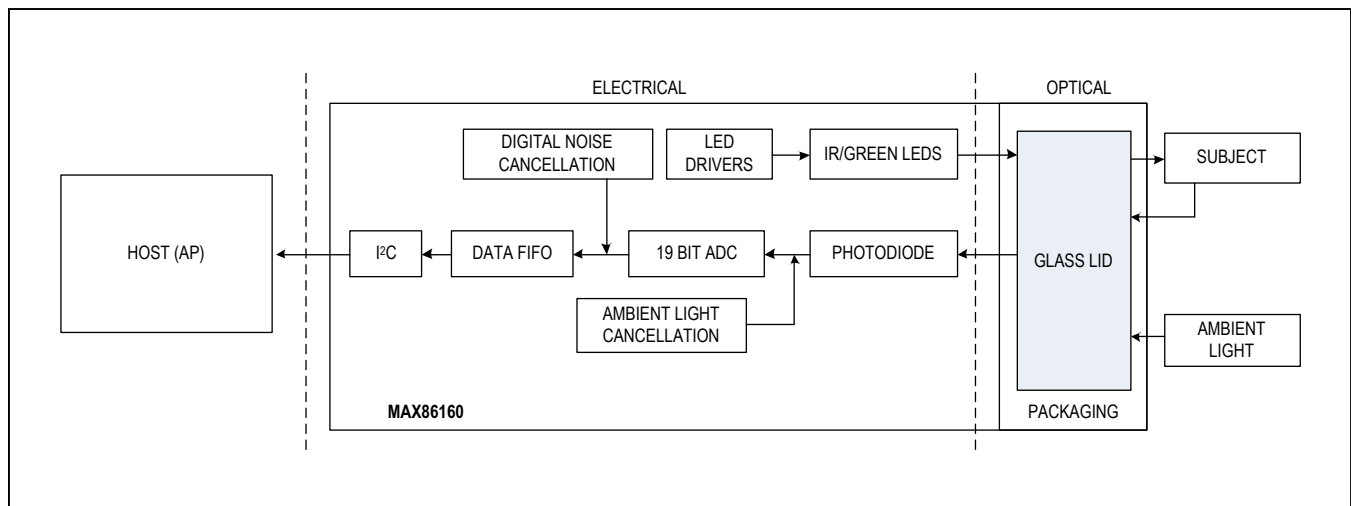 ELECTRICAL
OPTICAL
DIGITAL NOISE
CANCELLATION
LED
DRIVERS
IR/GREEN LEDS
SUBJECT
HOST (AP)
I²C
DATA FIFO
19 BIT ADC
PHOTODIODE
GLASS LID
AMBIENT LIGHT
CANCELLATION
AMBIENT
LIGHT
MAX86160
PACKAGING